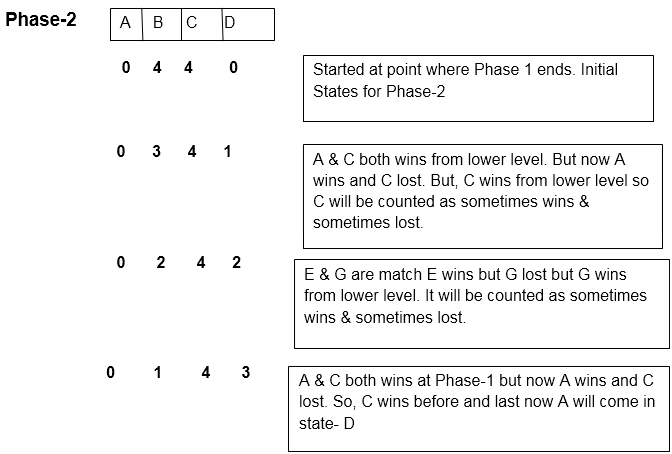 Phase-2 A B C D
0 4 4 0
Started at point where Phase 1 ends. Initial
States for Phase-2
0 3 4 1
A & C both wins from lower level. But now A
wins and C lost. But, C wins from lower level so
C will be counted as sometimes wins &
sometimes lost.
0 2 4 2
E & G are match E wins but G lost but G wins
from lower level. It will be counted as sometimes
wins & sometimes lost.
0 1 4 3
A & C both wins at Phase-1 but now A wins and C
lost. So, C wins before and last now A will come in
state- D